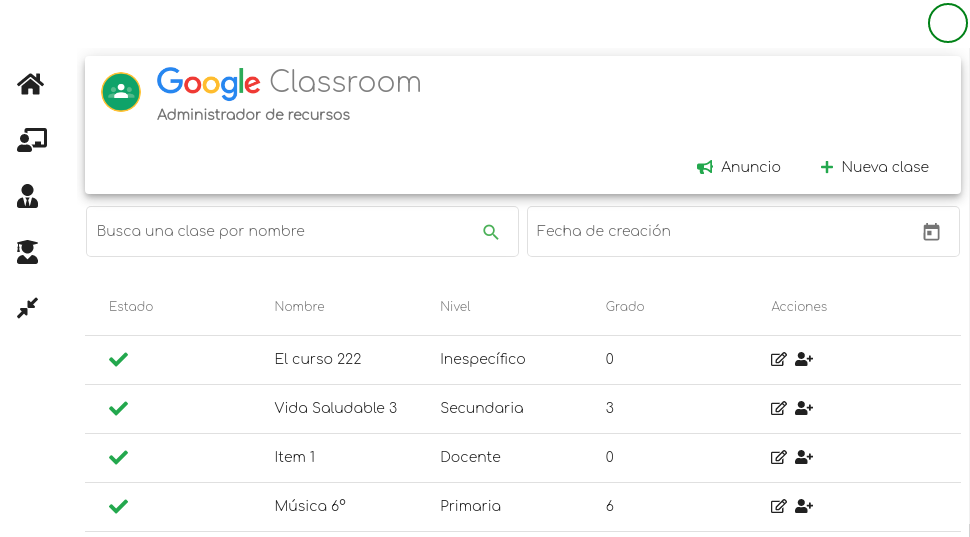 Google Classroom
Administrador de recursos
Anuncio Nueva clase
Busca una clase por nombre Fecha de creación
Estado Nombre Nivel Grado Acciones
El curso 222 Inespecífico 0
Vida Saludable 3 Secundaria 3
Item 1 Docente 0
Música 6º Primaria 6